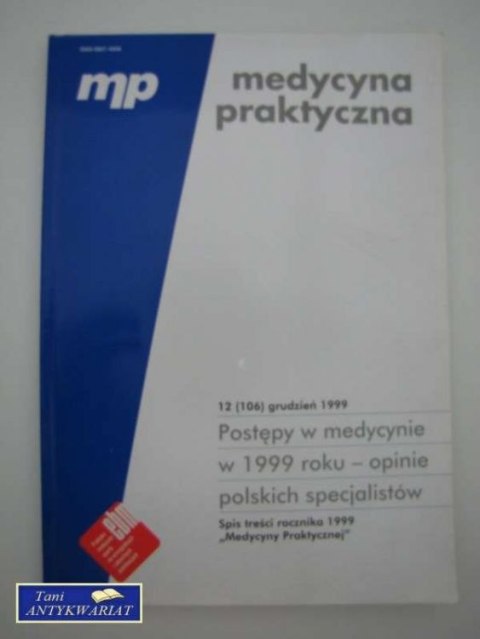 mp
medycyna
praktyczna
12 (106) grudzień 1999
Postępy w medycynie
w 1999 roku – opinie
polskich specjalistów
Spis treści rocznika 1999
„Medycyny Praktycznej”
Tani
ANTYKWARIAT